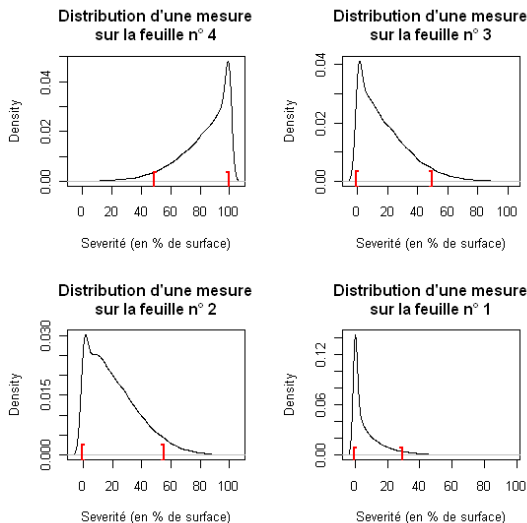 Distribution d'une mesure
sur la feuille n° 4
Density
0.00
0.02
0.04
0 20 40 60 80 100
Severité (en % de surface)
Distribution d'une mesure
sur la feuille n° 3
Density
0.00
0.02
0.04
0 20 40 60 80 100
Severité (en % de surface)
Distribution d'une mesure
sur la feuille n° 2
Density
0.000
0.015
0.030
0 20 40 60 80 100
Severité (en % de surface)
Distribution d'une mesure
sur la feuille n° 1
Density
0.00
0.06
0.12
0 20 40 60 80 100
Severité (en % de surface)